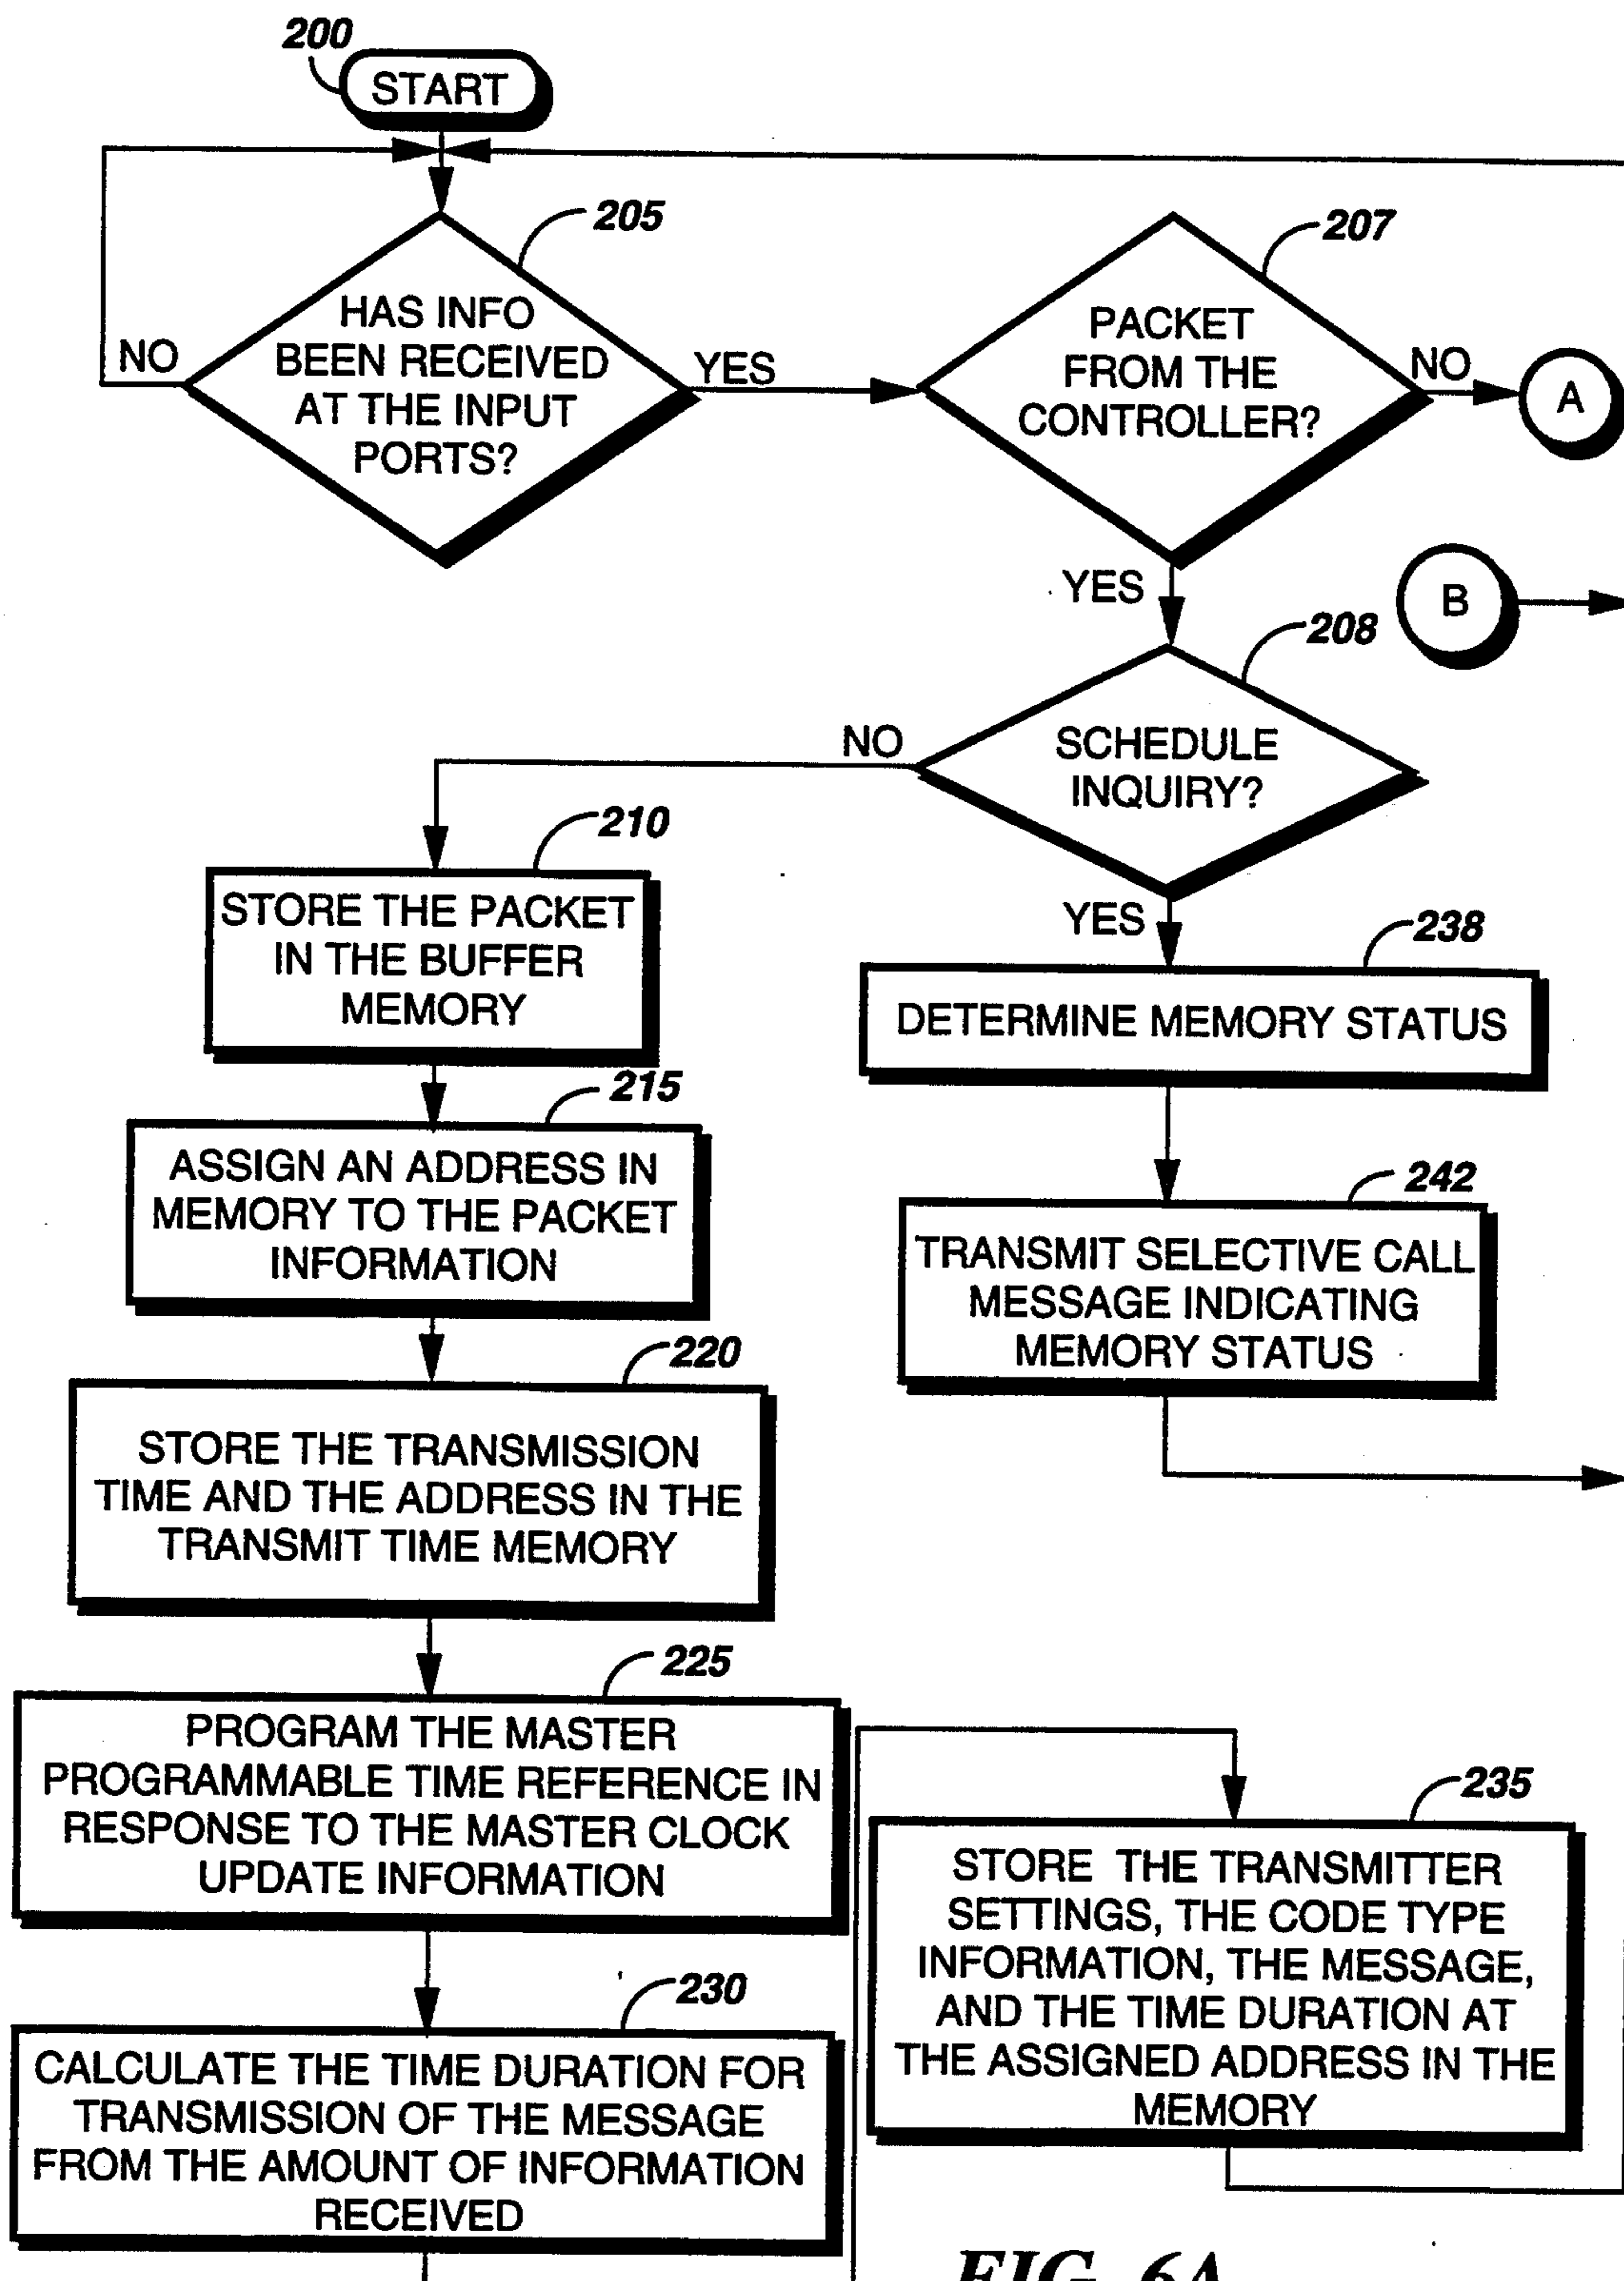 200
START
205
HAS INFO
BEEN RECEIVED
AT THE INPUT
PORTS?
NO
YES
207
PACKET
FROM THE
CONTROLLER?
NO
A
YES
B
208
SCHEDULE
INQUIRY?
NO
YES
210
STORE THE PACKET
IN THE BUFFER
MEMORY
238
DETERMINE MEMORY STATUS
215
ASSIGN AN ADDRESS IN
MEMORY TO THE PACKET
INFORMATION
242
TRANSMIT SELECTIVE CALL
MESSAGE INDICATING
MEMORY STATUS
220
STORE THE TRANSMISSION
TIME AND THE ADDRESS IN THE
TRANSMIT TIME MEMORY
225
PROGRAM THE MASTER
PROGRAMMABLE TIME REFERENCE IN
RESPONSE TO THE MASTER CLOCK
UPDATE INFORMATION
230
CALCULATE THE TIME DURATION FOR
TRANSMISSION OF THE MESSAGE
FROM THE AMOUNT OF INFORMATION
RECEIVED
235
STORE THE TRANSMITTER
SETTINGS, THE CODE TYPE
INFORMATION, THE MESSAGE,
AND THE TIME DURATION AT
THE ASSIGNED ADDRESS IN THE
MEMORY
FIG. 6A